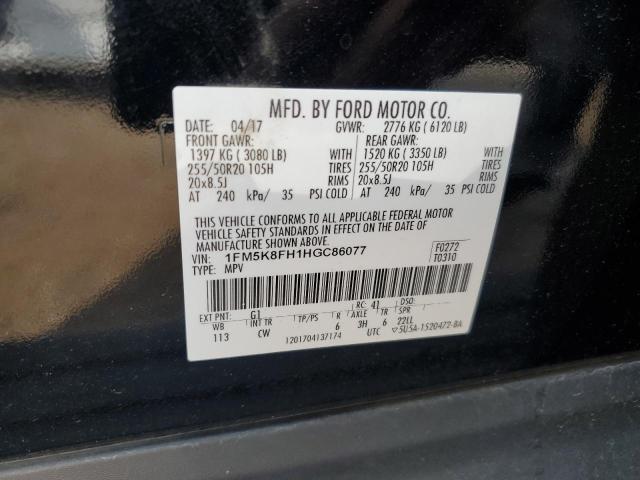 MFD. BY FORD MOTOR CO.
DATE: 04/17 GVWR: 2776 KG ( 6120 LB)
FRONT GAWR: REAR GAWR:
1397 KG ( 3080 LB) WITH 1520 KG ( 3350 LB) WITH
255/50R20 105H TIRES 255/50R20 105H TIRES
20x8.5J RIMS 20x8.5J RIMS
AT 240 kPa/ 35 PSI COLD AT 240 kPa/ 35 PSI COLD
THIS VEHICLE CONFORMS TO ALL APPLICABLE FEDERAL MOTOR
VEHICLE SAFETY STANDARDS IN EFFECT ON THE DATE OF
MANUFACTURE SHOWN ABOVE.
VIN: 1FM5K8FH1HGC86077 F0272
TYPE: MPV T0310
EXT PNT: G1 RC: 41 DSO:
WB INT TR TP/PS R AXLE TR SPR
113 CW 6 3H 6 22LL
1201704137174 UTC ▽5U5A-1520472-BA